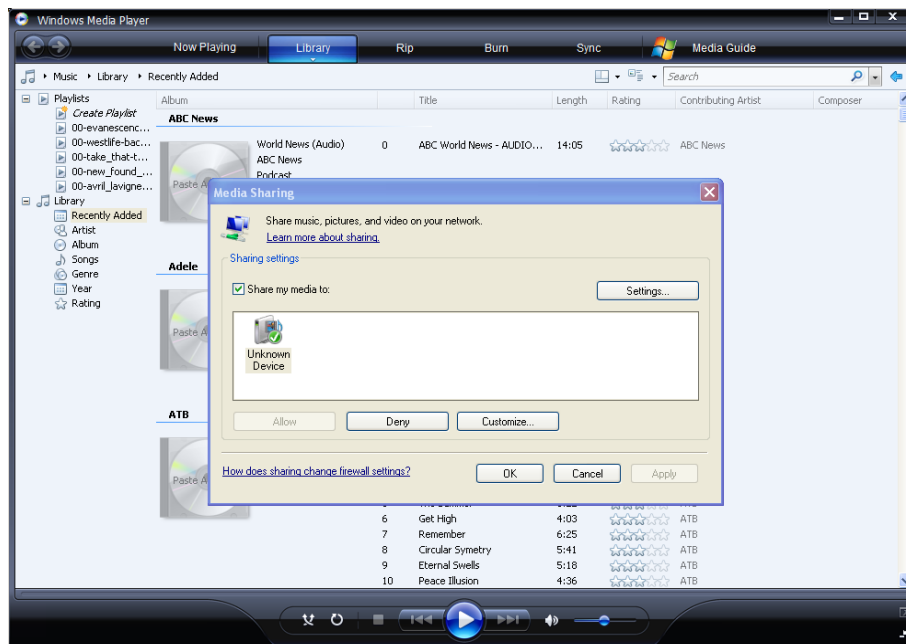 Windows Media Player
Now Playing Library Rip Burn Sync Media Guide
Music Library Recently Added Search
Playlists
Create Playlist
00-evanescenc...
00-westlife-bac...
00-take_that-t...
00-new_found_...
00-avril_lavigne...
Library
Recently Added
Artist
Album
Songs
Genre
Year
Rating
Album Title Length Rating Contributing Artist Composer
ABC News
World News (Audio) 0 ABC World News - AUDIO... 14:05 ABC News
ABC News
Podcast
Paste A
Media Sharing
Share music, pictures, and video on your network.
Learn more about sharing.
Sharing settings
Share my media to: Settings...
Unknown
Device
Allow Deny Customize...
How does sharing change firewall settings? OK Cancel Apply
Adele
Paste A
ATB
Paste A
6 Get High 4:03 ATB
7 Remember 6:25 ATB
8 Circular Symetry 5:41 ATB
9 Eternal Swells 5:18 ATB
10 Peace Illusion 4:36 ATB